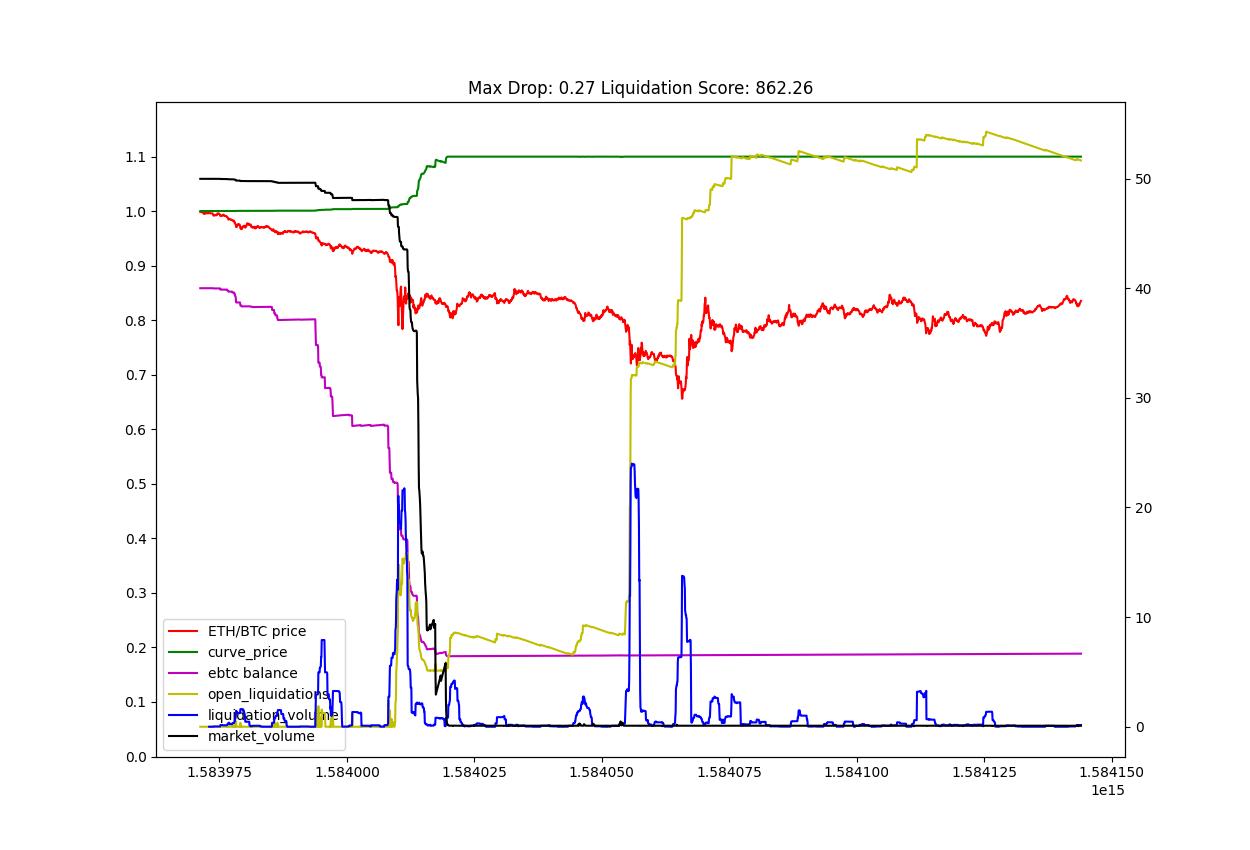 Max Drop: 0.27 Liquidation Score: 862.26
1.1
1.0
0.9
0.8
0.7
0.6
0.5
0.4
0.3
0.2
0.1
0.0
50
40
30
20
10
0
ETH/BTC price
curve_price
ebtc balance
open_liquidations
liquidation_volume
market_volume
1.583975 1.584000 1.584025 1.584050 1.584075 1.584100 1.584125 1.584150
1e15